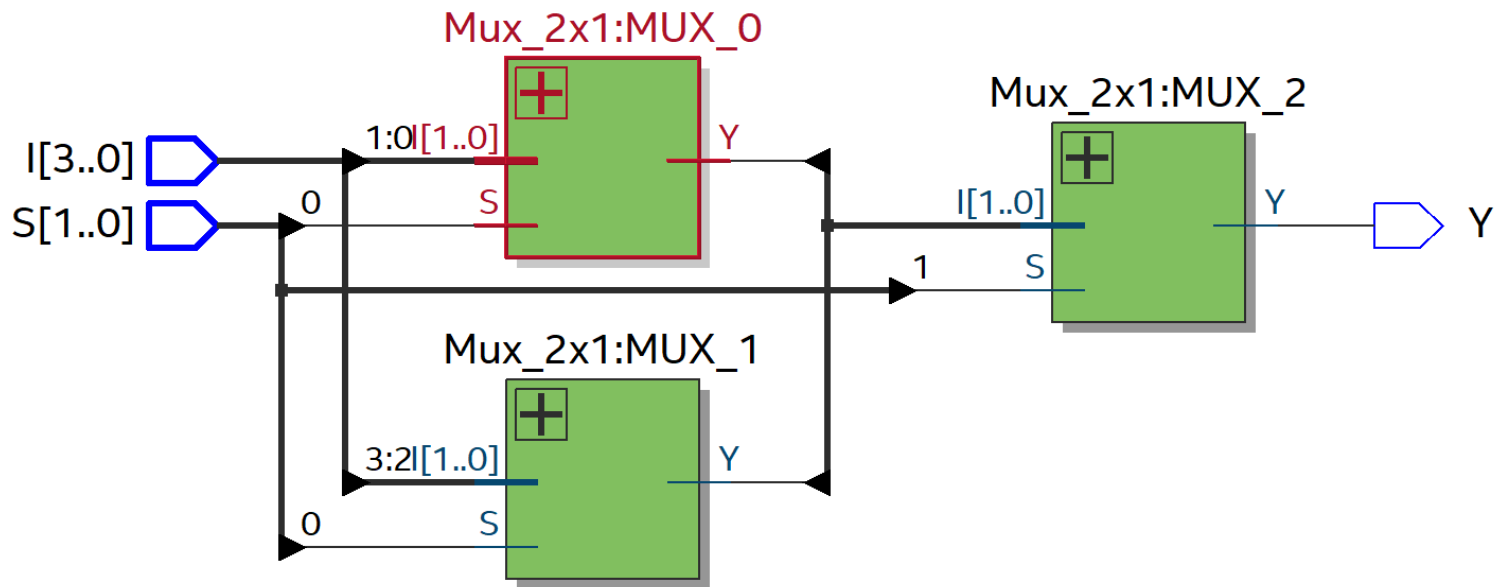 Mux_2x1:MUX_0
Mux_2x1:MUX_2
I[3..0]
1:0
I[1..0]
Y
S[1..0]
0
S
I[1..0]
Y
Y
1
S
Mux_2x1:MUX_1
3:2
I[1..0]
Y
0
S